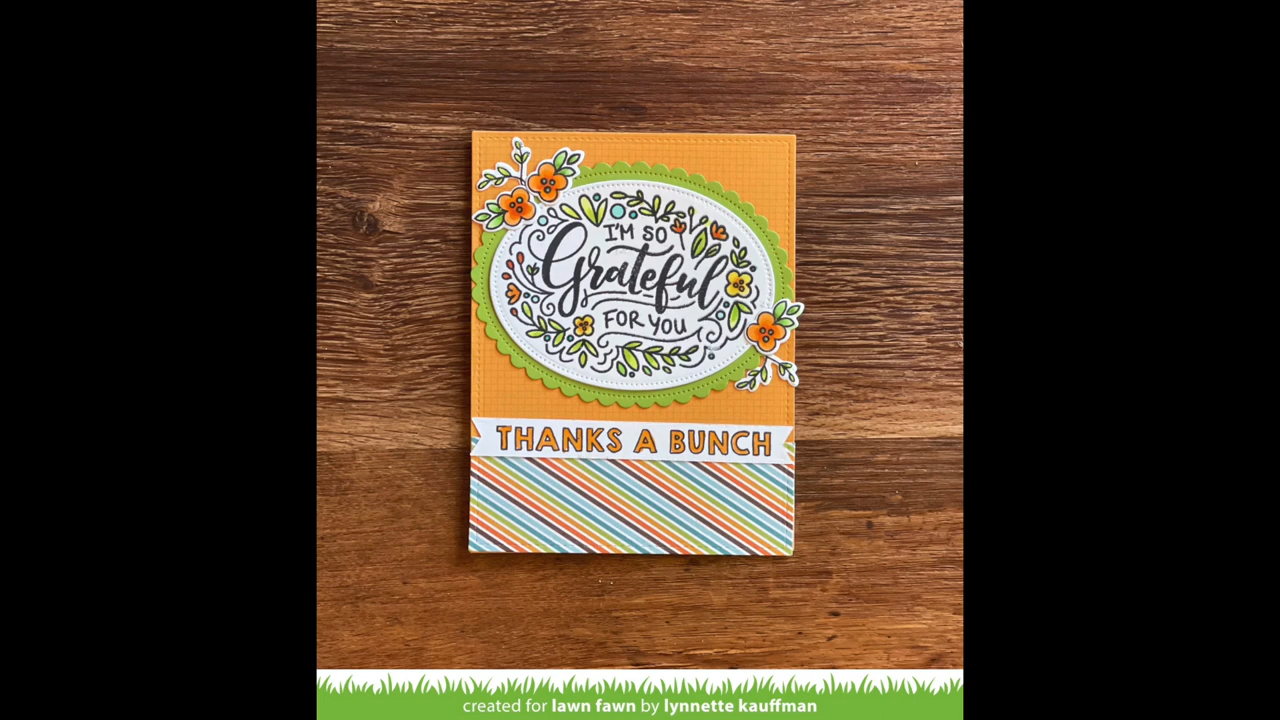 I'M SO
Grateful
FOR YOU
THANKS A BUNCH
created for lawn fawn by lynnette kauffman